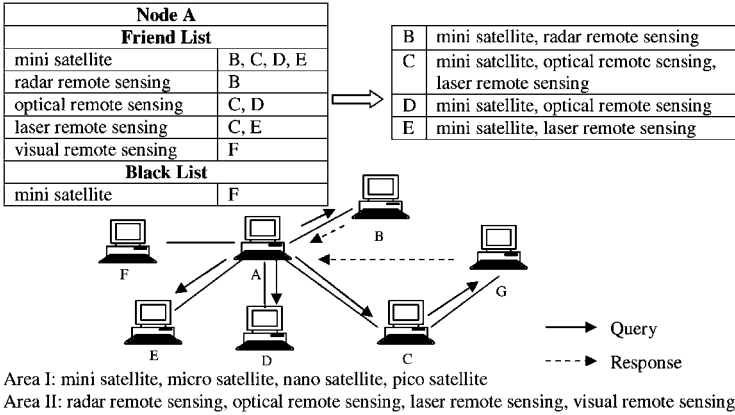 Node A
Friend List
mini satellite B, C, D, E
radar remote sensing B
optical remote sensing C, D
laser remote sensing C, E
visual remote sensing F
Black List
mini satellite F
B mini satellite, radar remote sensing
C mini satellite, optical remote sensing,
laser remote sensing
D mini satellite, optical remote sensing
E mini satellite, laser remote sensing
B
F
A
G
E
D
C
Query
Response
Area I: mini satellite, micro satellite, nano satellite, pico satellite
Area II: radar remote sensing, optical remote sensing, laser remote sensing, visual remote sensing